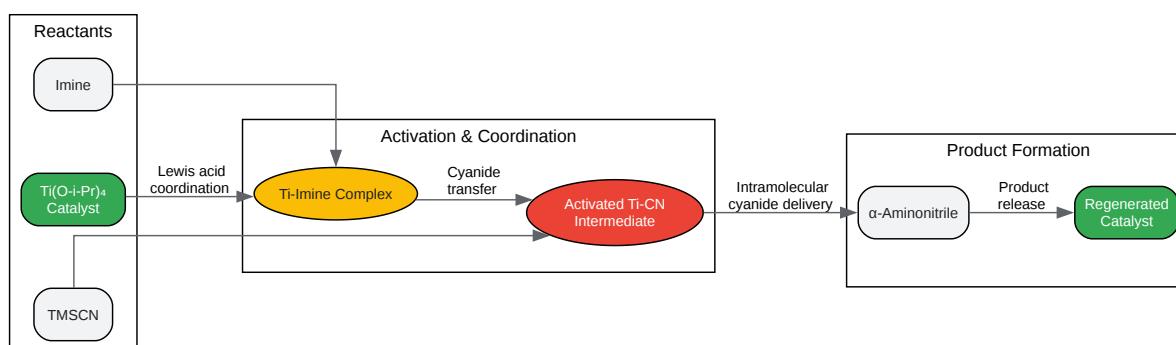 Reactants
Imine
Ti(O-i-Pr)₄
Catalyst
TMSCN
Lewis acid
coordination
Activation & Coordination
Ti-Imine Complex
Cyanide
transfer
Activated Ti-CN
Intermediate
Intramolecular
cyanide delivery
Product Formation
α-Aminonitrile
Product
release
Regenerated
Catalyst